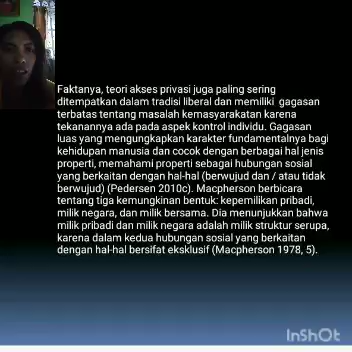 Faktanya, teori akses privasi juga paling sering
ditempatkan dalam tradisi liberal dan memiliki gagasan
terbatas tentang masalah kemasyarakatan karena
tekanannya ada pada aspek kontrol individu. Gagasan
luas yang mengungkapkan karakter fundamentalnya bagi
kehidupan manusia dan cocok dengan berbagai hal jenis
properti, memahami properti sebagai hubungan sosial
yang berkaitan dengan hal-hal (berwujud dan / atau tidak
berwujud) (Pedersen 2010c). Macpherson berbicara
tentang tiga kemungkinan bentuk: kepemilikan pribadi,
milik negara, dan milik bersama. Dia menunjukkan bahwa
milik pribadi dan milik negara adalah milik struktur serupa,
karena dalam kedua hubungan sosial yang berkaitan
dengan hal-hal bersifat eksklusif (Macpherson 1978, 5).
InShOt